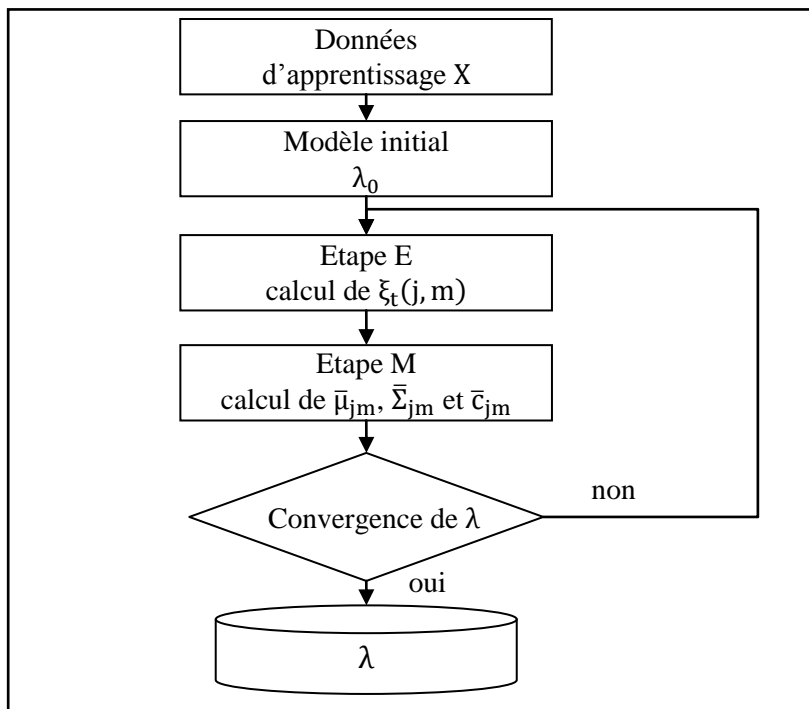 Données
d'apprentissage X
Modèle initial
λ₀
Etape E
calcul de ξₜ(j, m)
Etape M
calcul de μ̄ⱼₘ, Σ̄ⱼₘ et c̄ⱼₘ
Convergence de λ
non
oui
λ